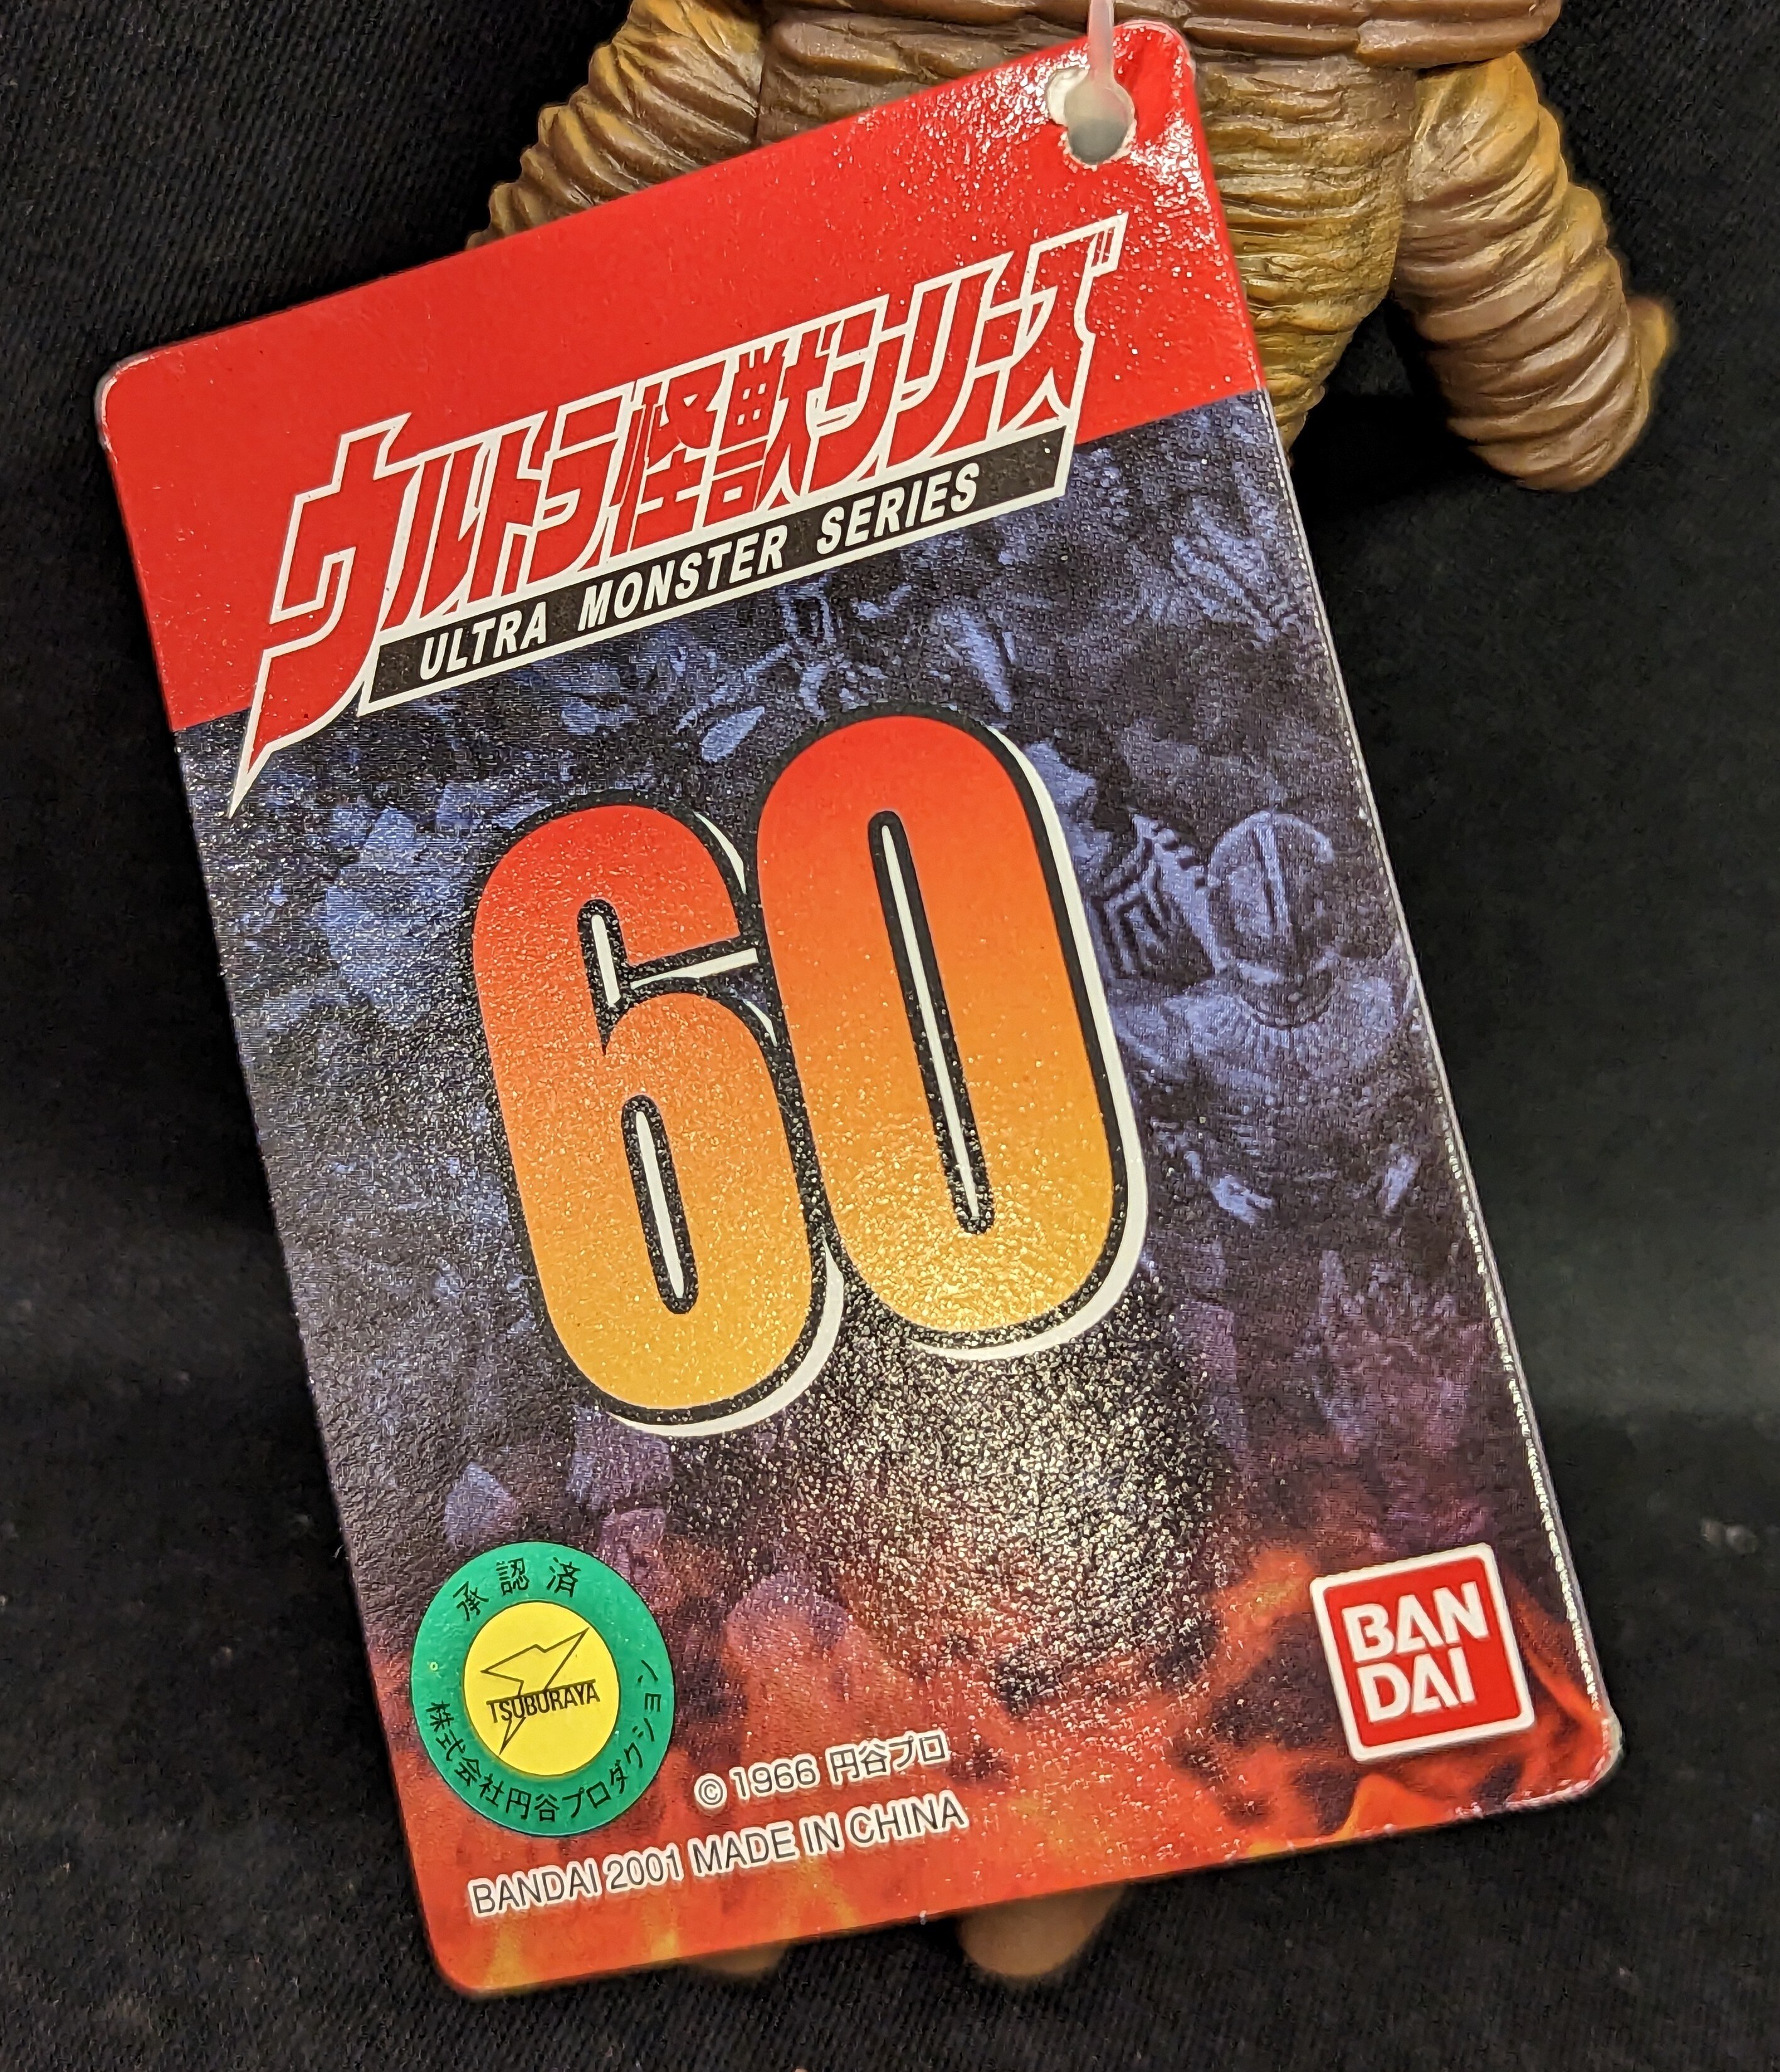 ウルトラ怪獣シリーズ
ULTRA MONSTER SERIES
60
承認済
TSUBURAYA
株式会社円谷プロダクション
© 1966 円谷プロ
BANDAI 2001 MADE IN CHINA
BAN
DAI